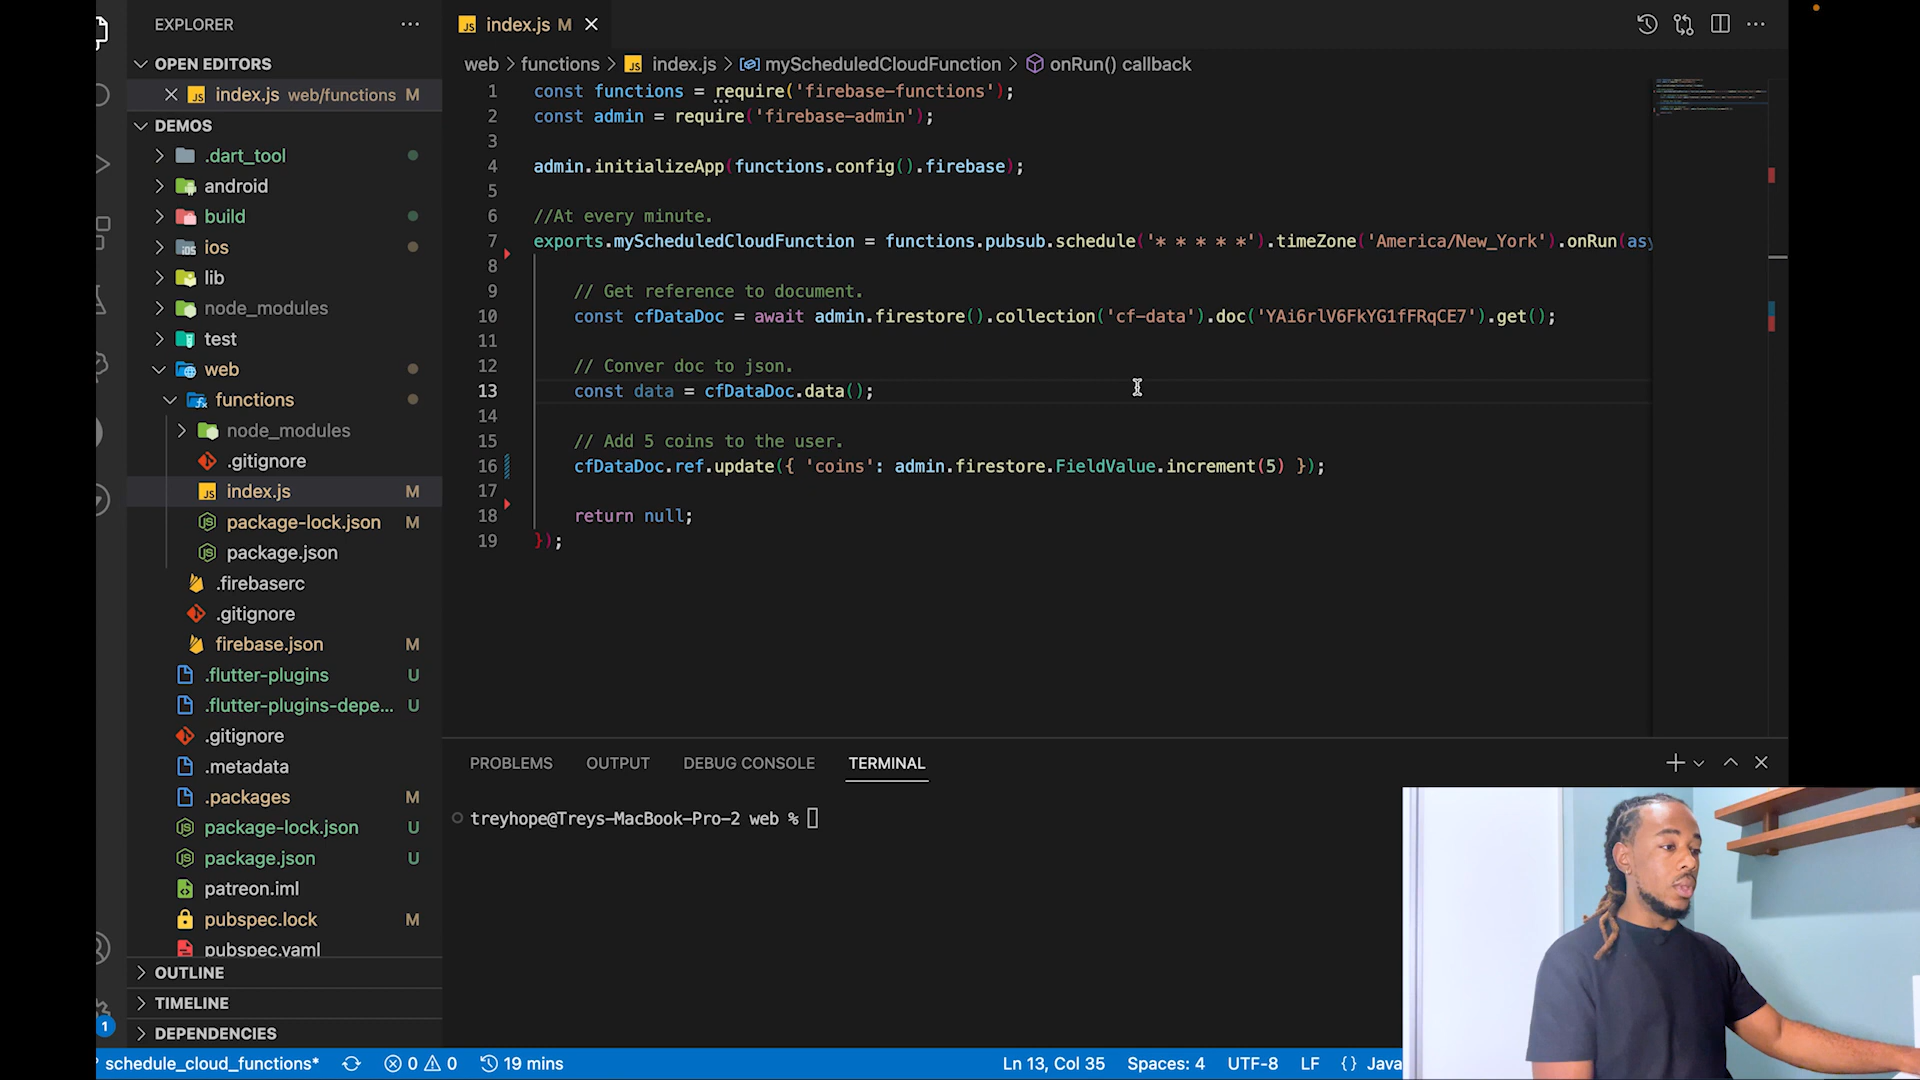 EXPLORER
OPEN EDITORS
index.js web/functions M
DEMOS
.dart_tool
android
build
ios
lib
node_modules
test
web
functions
node_modules
.gitignore
index.js M
package-lock.json M
package.json
.firebaserc
.gitignore
firebase.json M
.flutter-plugins U
.flutter-plugins-depe... U
.gitignore
.metadata
.packages M
package-lock.json U
package.json U
patreon.iml
pubspec.lock M
pubspec.yaml
OUTLINE
TIMELINE
DEPENDENCIES
index.js M
web > functions > index.js > myScheduledCloudFunction > onRun() callback
1 const functions = require('firebase-functions');
2 const admin = require('firebase-admin');
3
4 admin.initializeApp(functions.config().firebase);
5
6 //At every minute.
7 exports.myScheduledCloudFunction = functions.pubsub.schedule('* * * * *').timeZone('America/New_York').onRun(asy
8
9 // Get reference to document.
10 const cfDataDoc = await admin.firestore().collection('cf-data').doc('YAi6rlV6FkYG1fFRqCE7').get();
11
12 // Conver doc to json.
13 const data = cfDataDoc.data();
14
15 // Add 5 coins to the user.
16 cfDataDoc.ref.update({ 'coins': admin.firestore.FieldValue.increment(5) });
17
18 return null;
19 });
PROBLEMS OUTPUT DEBUG CONSOLE TERMINAL
treyhope@Treys-MacBook-Pro-2 web %
1
schedule_cloud_functions* 0 0 19 mins Ln 13, Col 35 Spaces: 4 UTF-8 LF {} Java